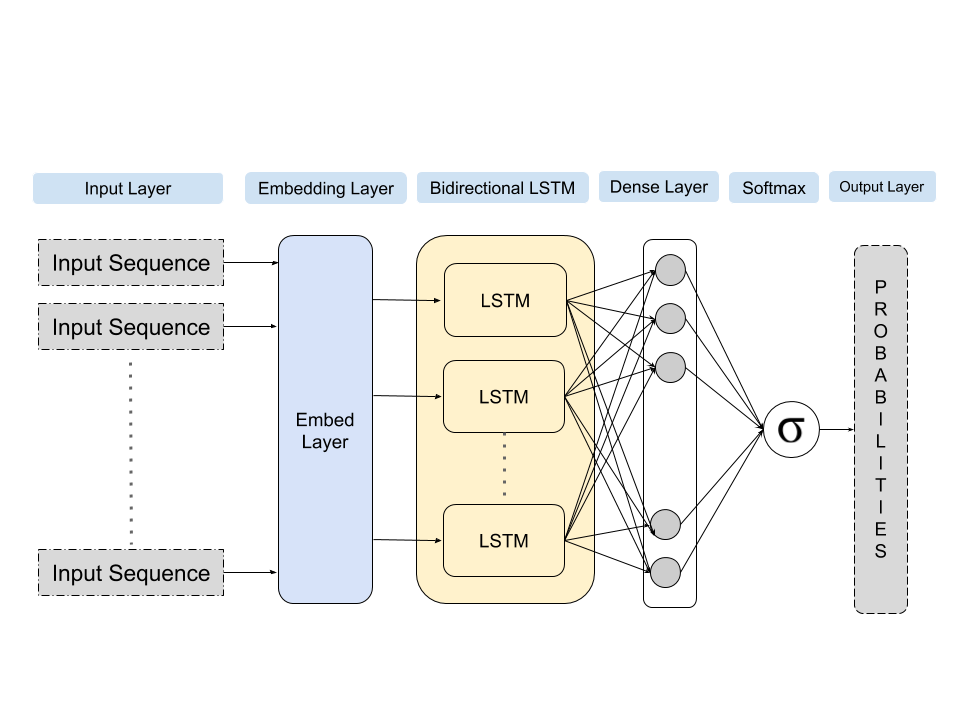 Input Layer
Embedding Layer
Bidirectional LSTM
Dense Layer
Softmax
Output Layer
Input Sequence
Input Sequence
Input Sequence
Embed
Layer
LSTM
LSTM
LSTM
σ
P
R
O
B
A
B
I
L
I
T
I
E
S